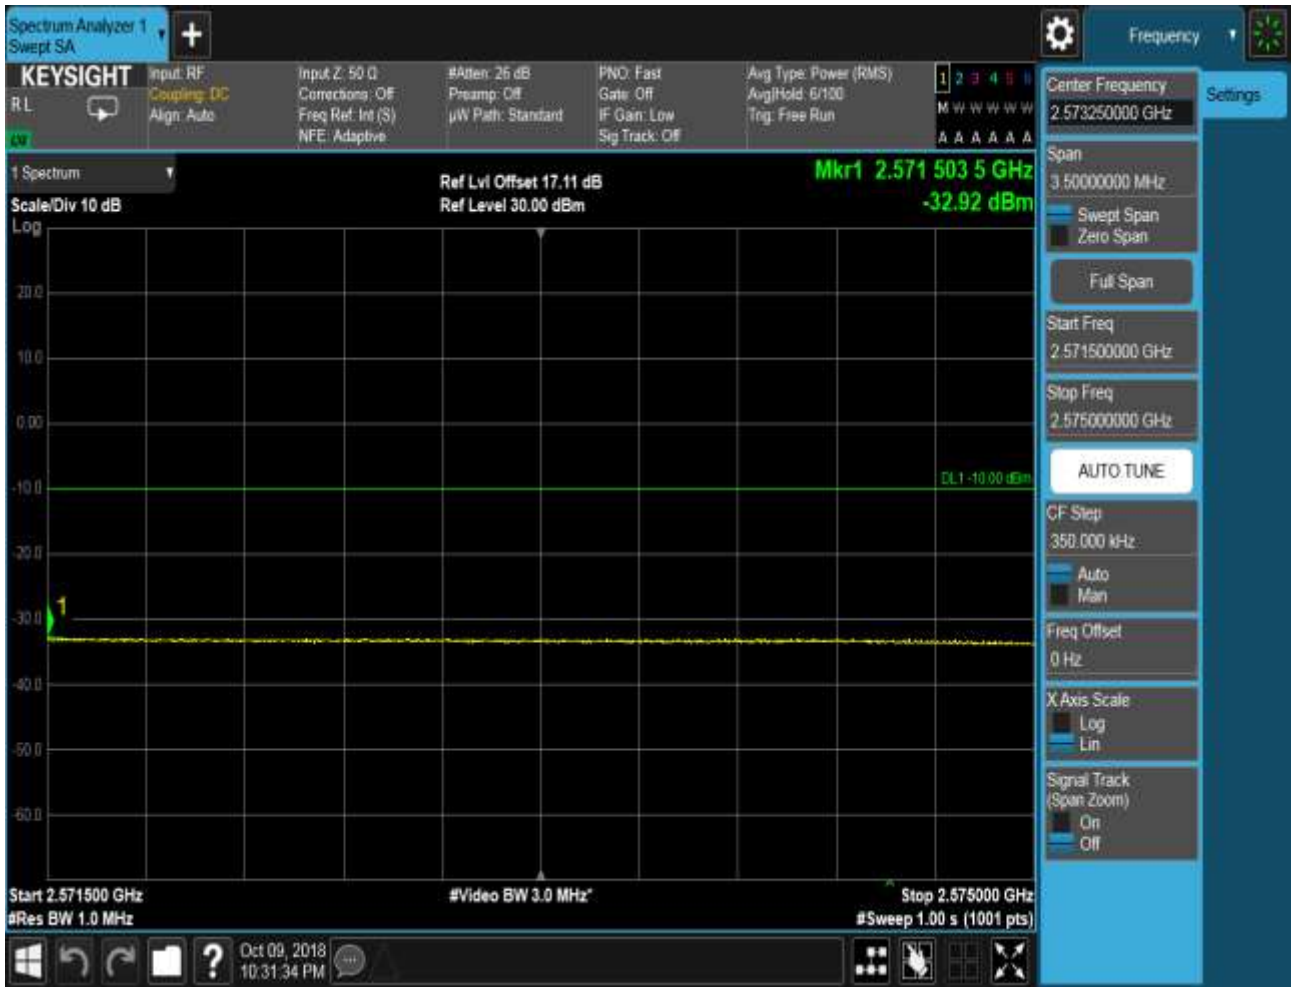 Spectrum Analyzer 1
Swept SA
+
Frequency
KEYSIGHT
RL
Input: RF
Coupling: DC
Align: Auto
Input Z: 50 Ω
Corrections: Off
Freq Ref: Int (S)
NFE: Adaptive
#Atten: 26 dB
Preamp: Off
µW Path: Standard
PNO: Fast
Gate: Off
IF Gain: Low
Sig Track: Off
Avg Type: Power (RMS)
Avg|Hold: 6/100
Trig: Free Run
1 2 3 4 5 6
M W W W W W
A A A A A A
Center Frequency
2.573250000 GHz
Settings
1 Spectrum
Scale/Div 10 dB
Log
Ref Lvl Offset 17.11 dB
Ref Level 30.00 dBm
Mkr1 2.571 503 5 GHz
-32.92 dBm
Span
3.50000000 MHz
Swept Span
Zero Span
Full Span
Start Freq
2.571500000 GHz
Stop Freq
2.575000000 GHz
AUTO TUNE
CF Step
350.000 kHz
Auto
Man
Freq Offset
0 Hz
X Axis Scale
Log
Lin
Signal Track
(Span Zoom)
On
Off
20.0
10.0
0.00
-10.0
DL1 -10.00 dBm
-20.0
-30.0
1
-40.0
-50.0
-60.0
Start 2.571500 GHz
#Res BW 1.0 MHz
#Video BW 3.0 MHz*
Stop 2.575000 GHz
#Sweep 1.00 s (1001 pts)
?
Oct 09, 2018
10:31:34 PM